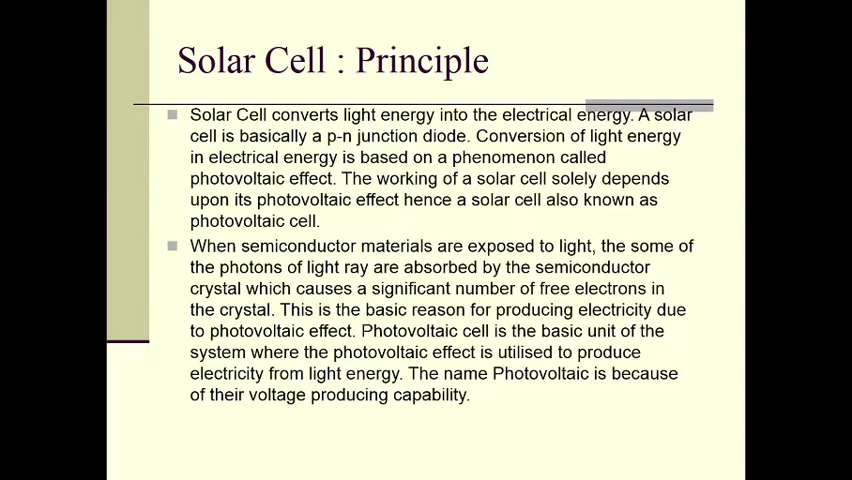 Solar Cell : Principle
Solar Cell converts light energy into the electrical energy. A solar
cell is basically a p-n junction diode. Conversion of light energy
in electrical energy is based on a phenomenon called
photovoltaic effect. The working of a solar cell solely depends
upon its photovoltaic effect hence a solar cell also known as
photovoltaic cell.
When semiconductor materials are exposed to light, the some of
the photons of light ray are absorbed by the semiconductor
crystal which causes a significant number of free electrons in
the crystal. This is the basic reason for producing electricity due
to photovoltaic effect. Photovoltaic cell is the basic unit of the
system where the photovoltaic effect is utilised to produce
electricity from light energy. The name Photovoltaic is because
of their voltage producing capability.